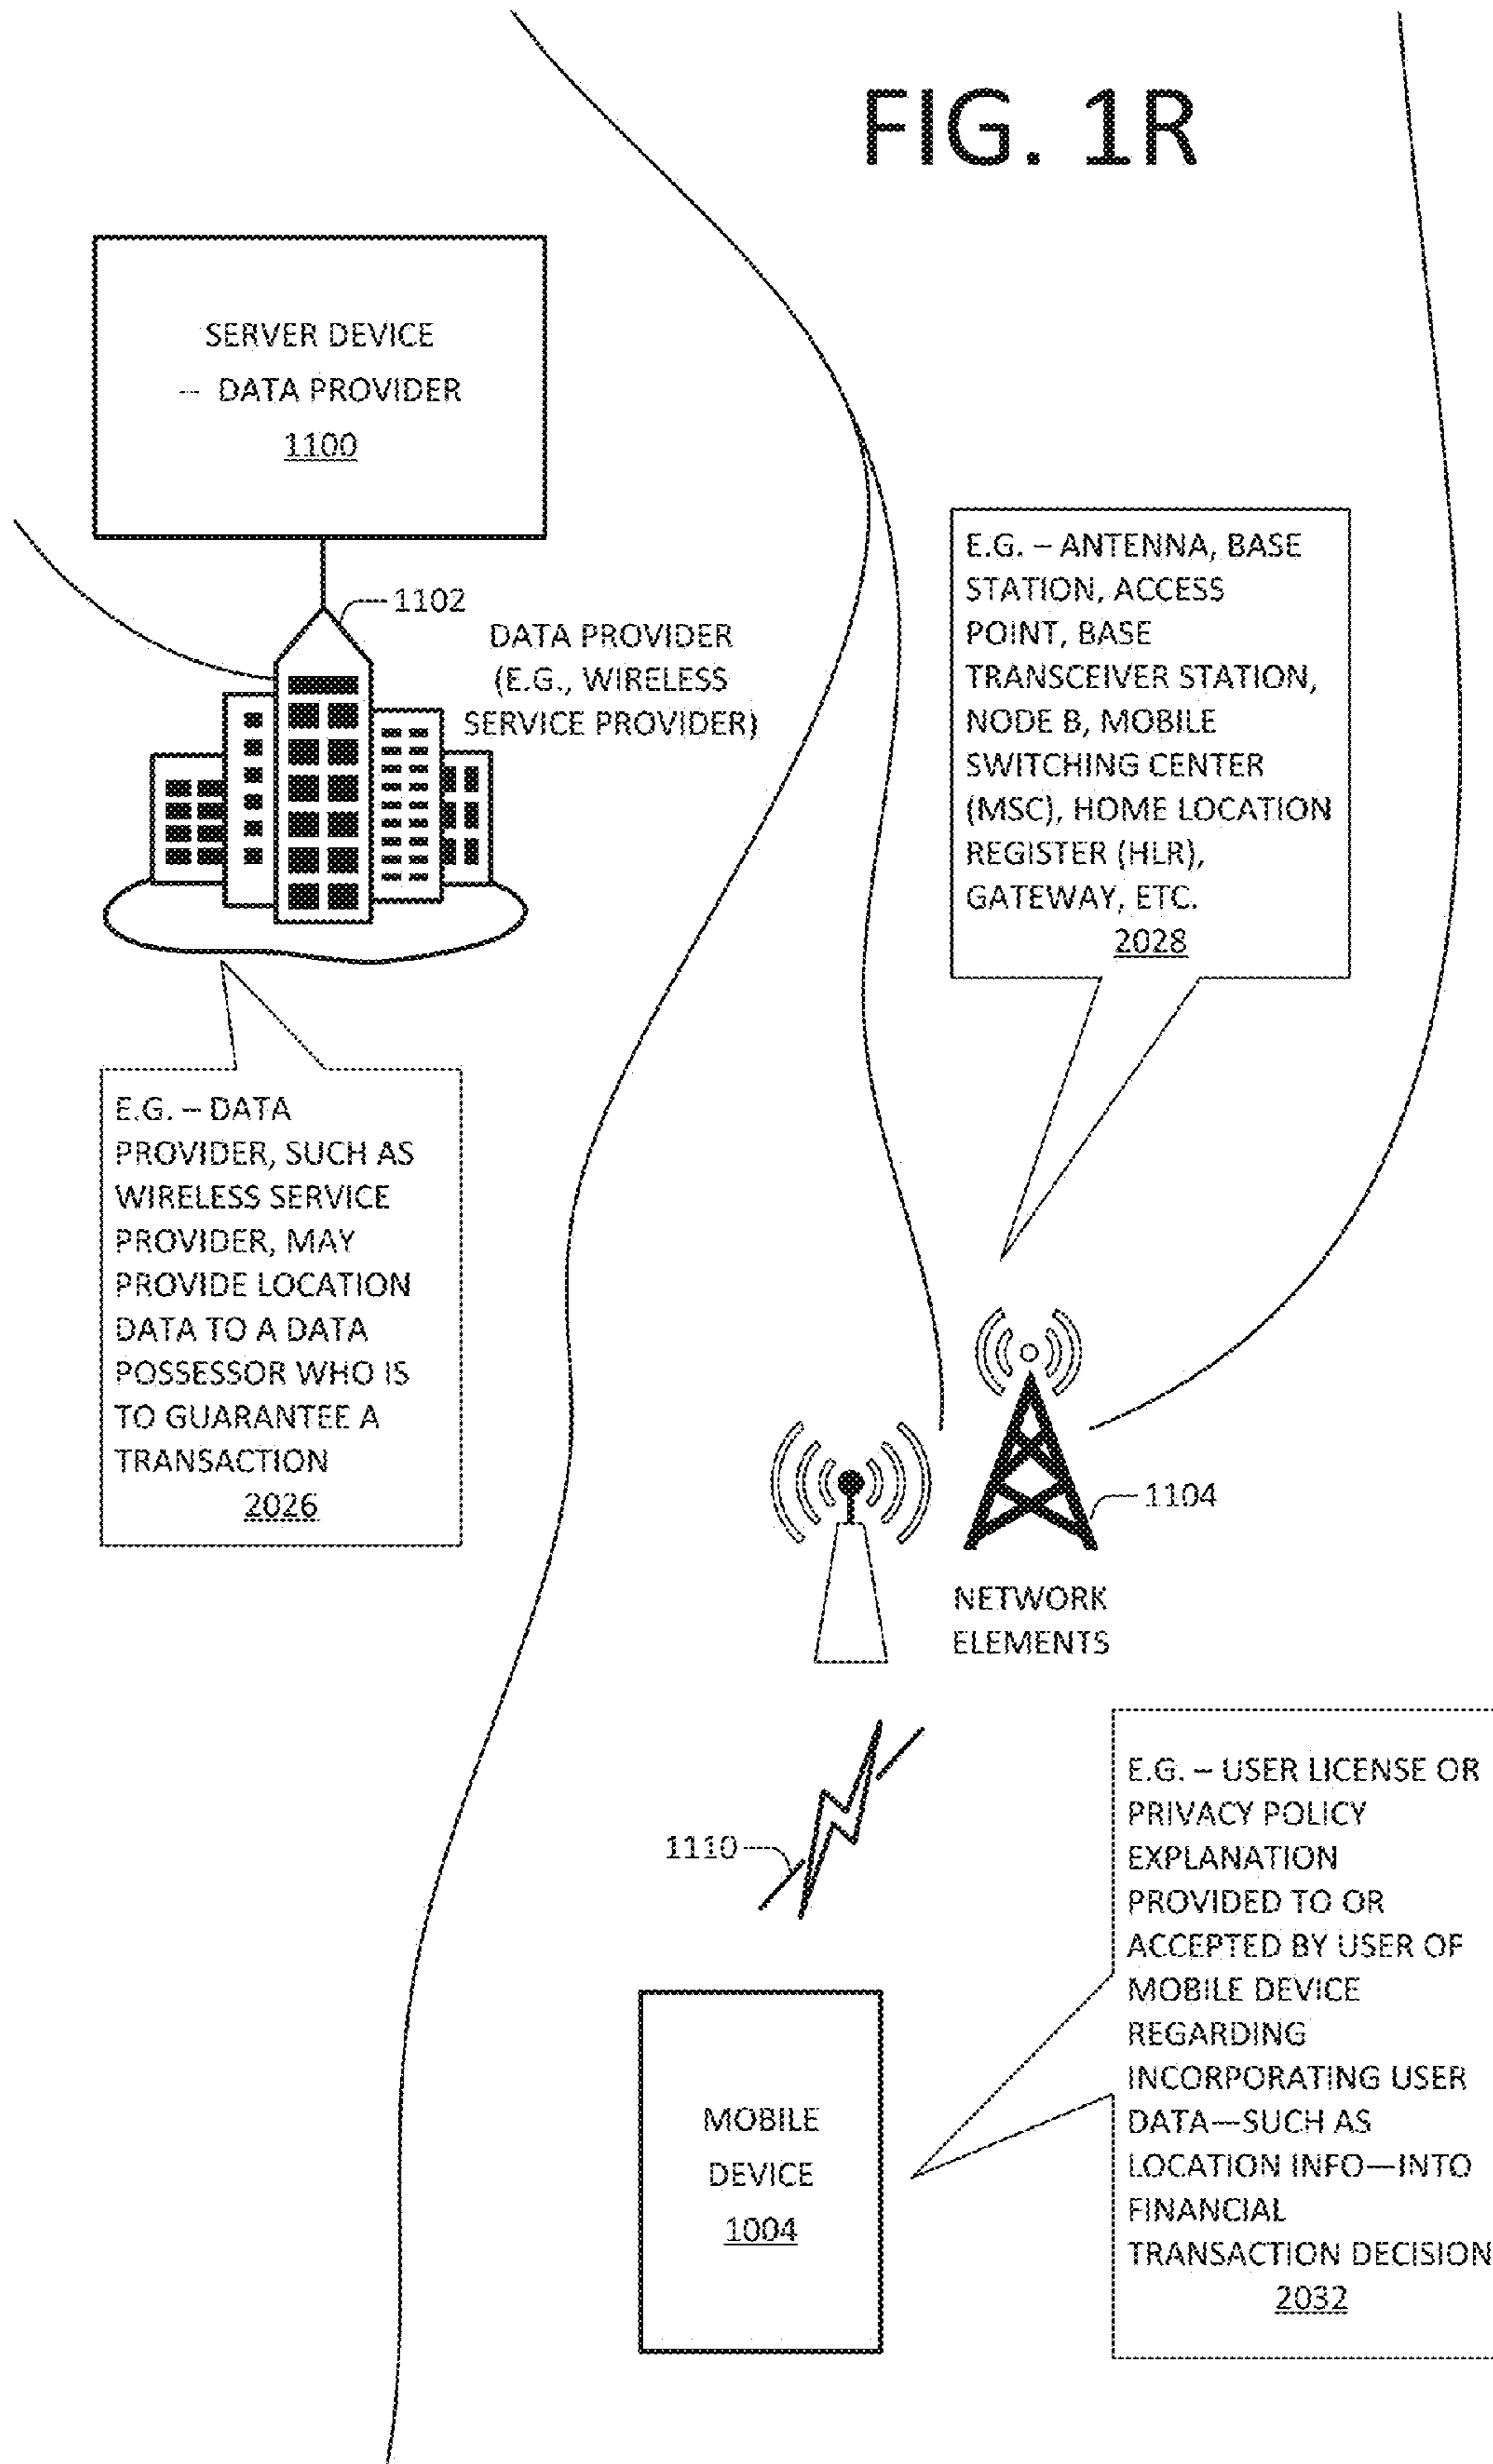 FIG. 1R
SERVER DEVICE
-- DATA PROVIDER
1100
1102
DATA PROVIDER
(E.G., WIRELESS
SERVICE PROVIDER)
E.G. – ANTENNA, BASE
STATION, ACCESS
POINT, BASE
TRANSCEIVER STATION,
NODE B, MOBILE
SWITCHING CENTER
(MSC), HOME LOCATION
REGISTER (HLR),
GATEWAY, ETC.
2028
E.G. – DATA
PROVIDER, SUCH AS
WIRELESS SERVICE
PROVIDER, MAY
PROVIDE LOCATION
DATA TO A DATA
POSSESSOR WHO IS
TO GUARANTEE A
TRANSACTION
2026
1104
NETWORK
ELEMENTS
1110
MOBILE
DEVICE
1004
E.G. – USER LICENSE OR
PRIVACY POLICY
EXPLANATION
PROVIDED TO OR
ACCEPTED BY USER OF
MOBILE DEVICE
REGARDING
INCORPORATING USER
DATA—SUCH AS
LOCATION INFO—INTO
FINANCIAL
TRANSACTION DECISION
2032